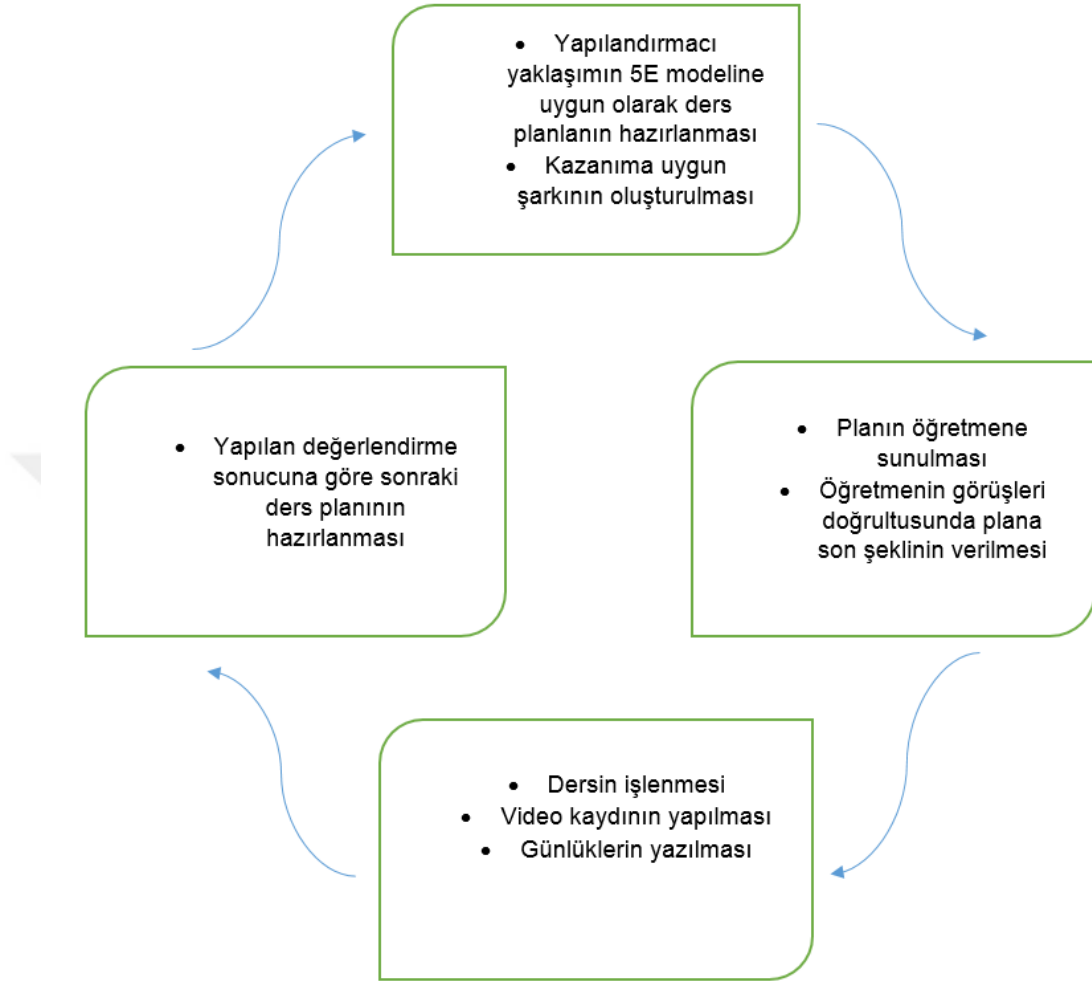 • Yapılandırmacı
yaklaşımın 5E modeline
uygun olarak ders
planlanın hazırlanması
• Kazanıma uygun
şarkının oluşturulması
• Planın öğretmene
sunulması
• Öğretmenin görüşleri
doğrultusunda plana
son şeklinin verilmesi
• Dersin işlenmesi
• Video kaydının yapılması
• Günlüklerin yazılması
• Yapılan değerlendirme
sonucuna göre sonraki
ders planının
hazırlanması